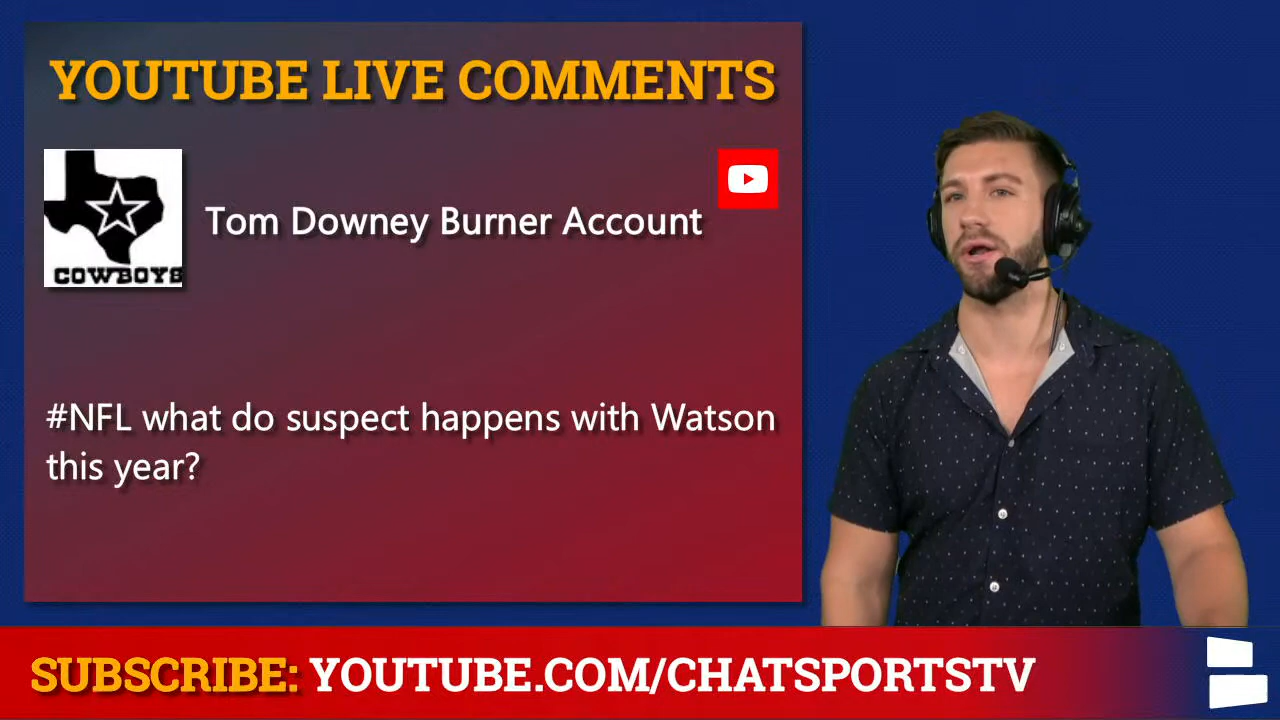 YOUTUBE LIVE COMMENTS
COWBOYS
Tom Downey Burner Account
#NFL what do suspect happens with Watson
this year?
SUBSCRIBE: YOUTUBE.COM/CHATSPORTSTV